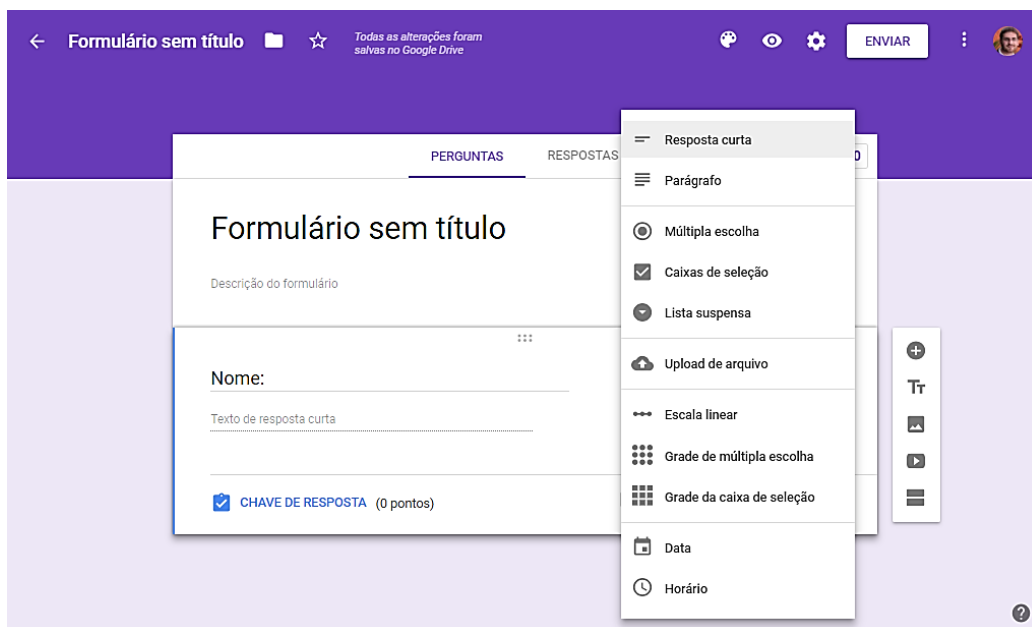 Formulário sem título
Todas as alterações foram
salvas no Google Drive
ENVIAR
PERGUNTAS
RESPOSTAS
0
Formulário sem título
Descrição do formulário
Nome:
Texto de resposta curta
CHAVE DE RESPOSTA (0 pontos)
Resposta curta
Parágrafo
Múltipla escolha
Caixas de seleção
Lista suspensa
Upload de arquivo
Escala linear
Grade de múltipla escolha
Grade da caixa de seleção
Data
Horário
Tт